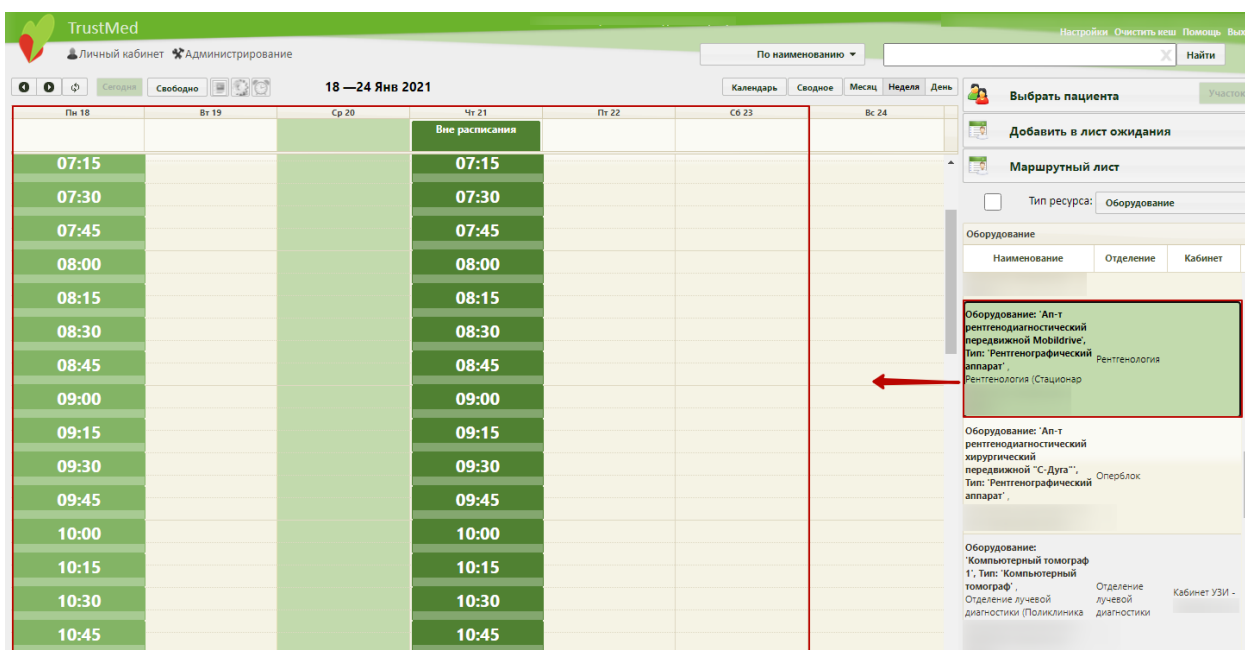 TrustMed
Настройки Очистить кеш Помощь Вых
Личный кабинет Администрирование
По наименованию
X Найти
Сегодня Свободно 18 —24 Янв 2021 Календарь Сводное Месяц Неделя День
Выбрать пациента Участок
Пн 18 Вт 19 Ср 20 Чт 21 Пт 22 Сб 23 Вс 24
Вне расписания
Добавить в лист ожидания
Маршрутный лист
Тип ресурса: Оборудование
07:15 07:15
07:30 07:30
07:45 07:45
08:00 08:00
08:15 08:15
08:30 08:30
08:45 08:45
09:00 09:00
09:15 09:15
09:30 09:30
09:45 09:45
10:00 10:00
10:15 10:15
10:30 10:30
10:45 10:45
Оборудование
Наименование Отделение Кабинет
Оборудование: 'Ап-т
рентгенодиагностический
передвижной Mobildrive',
Тип: 'Рентгенографический
аппарат' ,
Рентгенология (Стационар
Рентгенология
Оборудование: 'Ап-т
рентгенодиагностический
хирургический
передвижной "С-Дуга"',
Тип: 'Рентгенографический
аппарат' ,
Оперблок
Оборудование:
'Компьютерный томограф
1', Тип: 'Компьютерный
томограф' ,
Отделение лучевой
диагностики (Поликлиника
Отделение
лучевой
диагностики
Кабинет УЗИ -